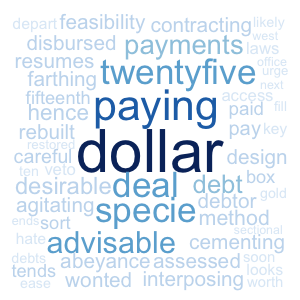 depart feasibility contracting likely
west
disbursed payments laws
resumes twentyfive office
urge
farthing next
fifteenth paying access
hence paid fill
rebuilt dollar pay key
restored
careful design
ten veto deal debt box
desirable gold
agitating specie debtor
ends sort method
sectional
hate advisable cementing
debts abeyance assessed soon
tends looks
ease wonted interposing worth